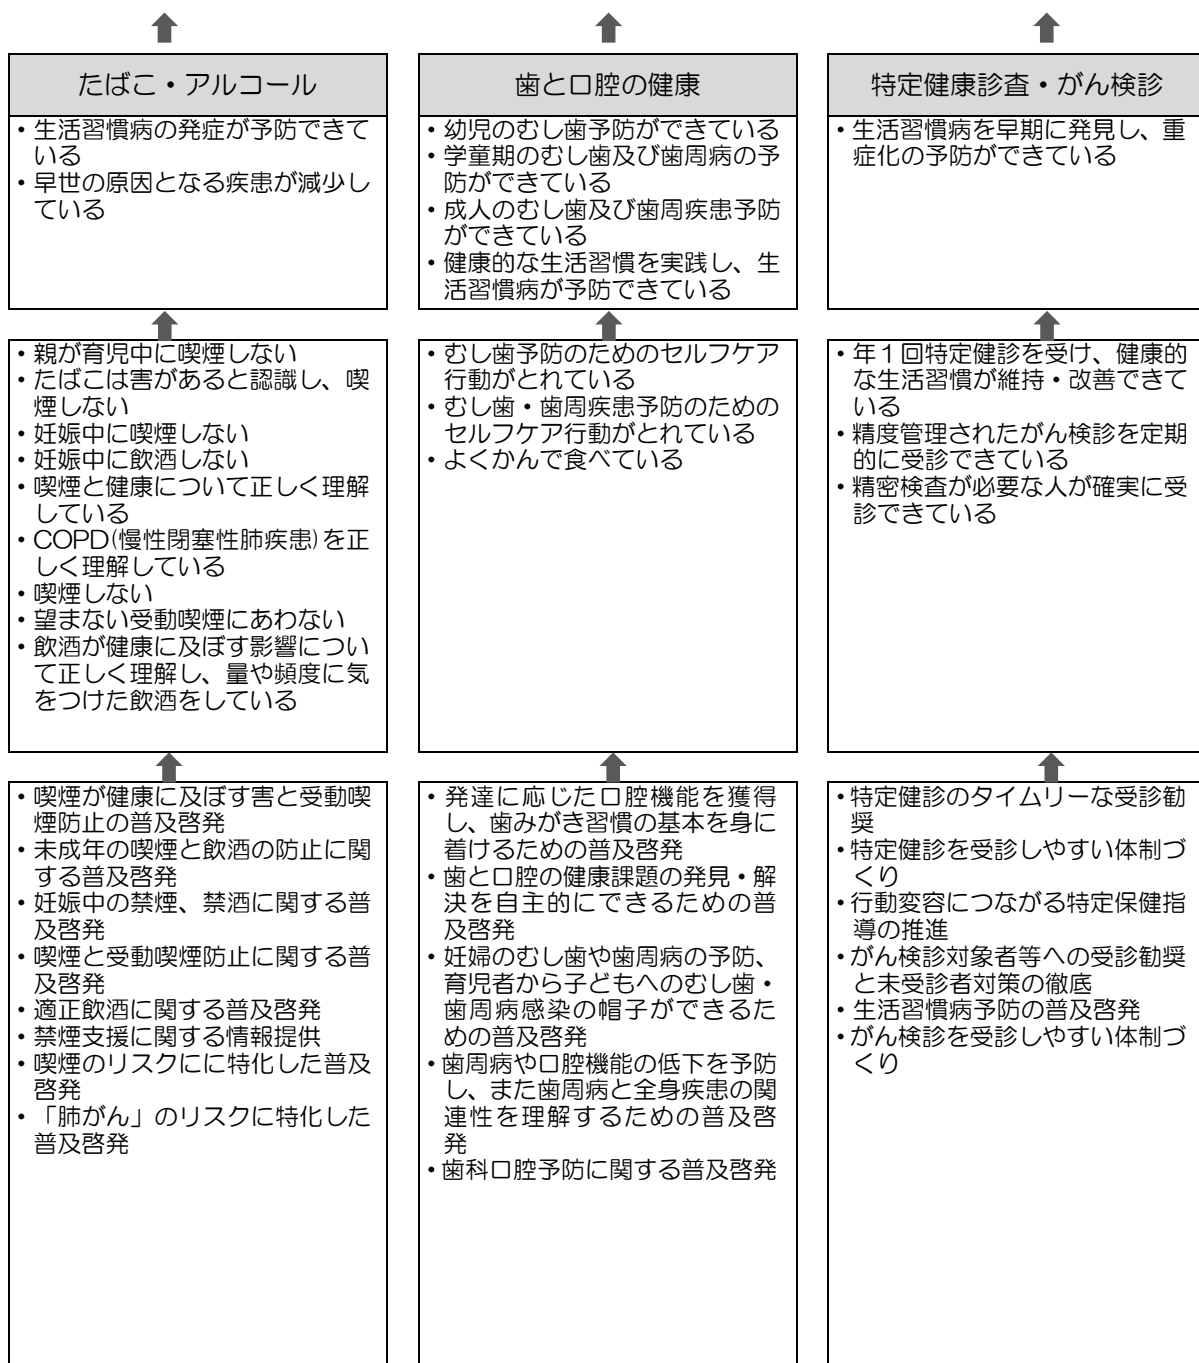 たばこ・アルコール
・生活習慣病の発症が予防できて
いる
・早世の原因となる疾患が減少し
ている
・親が育児中に喫煙しない
・たばこは害があると認識し、喫
煙しない
・妊娠中に喫煙しない
・妊娠中に飲酒しない
・喫煙と健康について正しく理解
している
・COPD(慢性閉塞性肺疾患)を正
しく理解している
・喫煙しない
・望まない受動喫煙にあわない
・飲酒が健康に及ぼす影響につい
て正しく理解し、量や頻度に気
をつけた飲酒をしている
・喫煙が健康に及ぼす害と受動喫
煙防止の普及啓発
・未成年の喫煙と飲酒の防止に関
する普及啓発
・妊娠中の禁煙、禁酒に関する普
及啓発
・喫煙と受動喫煙防止に関する普
及啓発
・適正飲酒に関する普及啓発
・禁煙支援に関する情報提供
・喫煙のリスクにに特化した普及
啓発
・「肺がん」のリスクに特化した
普及啓発
歯と口腔の健康
・幼児のむし歯予防ができている
・学童期のむし歯及び歯周病の予
防ができている
・成人のむし歯及び歯周疾患予防
ができている
・健康的な生活習慣を実践し、生
活習慣病が予防できている
・むし歯予防のためのセルフケア
行動がとれている
・むし歯・歯周疾患予防のための
セルフケア行動がとれている
・よくかんで食べている
・発達に応じた口腔機能を獲得
し、歯みがき習慣の基本を身に
着けるための普及啓発
・歯と口腔の健康課題の発見・解
決を自主的にできるための普
及啓発
・妊婦のむし歯や歯周病の予防、
育児者から子どもへのむし歯・
歯周病感染の帽子ができるた
めの普及啓発
・歯周病や口腔機能の低下を予防
し、また歯周病と全身疾患の関
連性を理解するための普及啓
発
・歯科口腔予防に関する普及啓発
特定健康診査・がん検診
・生活習慣病を早期に発見し、重
症化の予防ができている
・年１回特定健診を受け、健康的
な生活習慣が維持・改善できて
いる
・精度管理されたがん検診を定期
的に受診できている
・精密検査が必要な人が確実に受
診できている
・特定健診のタイムリーな受診勧
奨
・特定健診を受診しやすい体制づ
くり
・行動変容につながる特定保健指
導の推進
・がん検診対象者等への受診勧奨
と未受診者対策の徹底
・生活習慣病予防の普及啓発
・がん検診を受診しやすい体制づ
くり